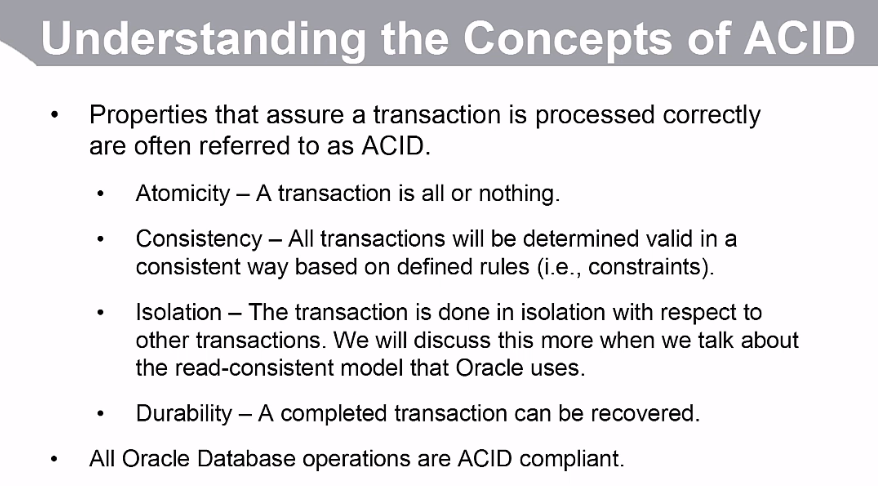 Understanding the Concepts of ACID
• Properties that assure a transaction is processed correctly
are often referred to as ACID.
• Atomicity – A transaction is all or nothing.
• Consistency – All transactions will be determined valid in a
consistent way based on defined rules (i.e., constraints).
• Isolation – The transaction is done in isolation with respect to
other transactions. We will discuss this more when we talk about
the read-consistent model that Oracle uses.
• Durability – A completed transaction can be recovered.
• All Oracle Database operations are ACID compliant.